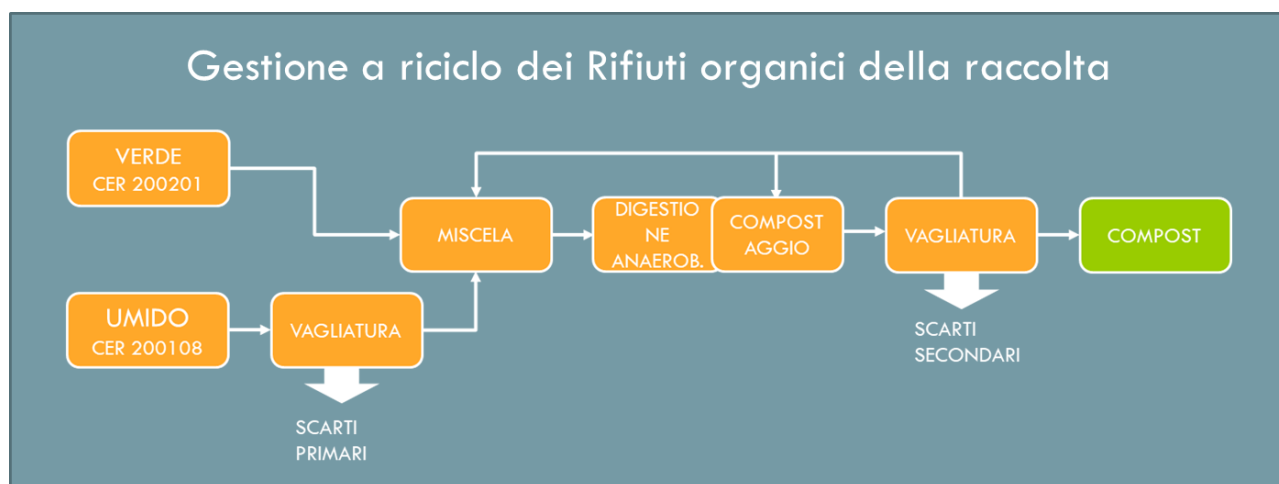 Gestione a riciclo dei Rifiuti organici della raccolta
VERDE
CER 200201
MISCELA
DIGESTIO
NE
ANAEROB.
COMPOST
AGGIO
VAGLIATURA
COMPOST
UMIDO
CER 200108
VAGLIATURA
SCARTI
SECONDARI
SCARTI
PRIMARI